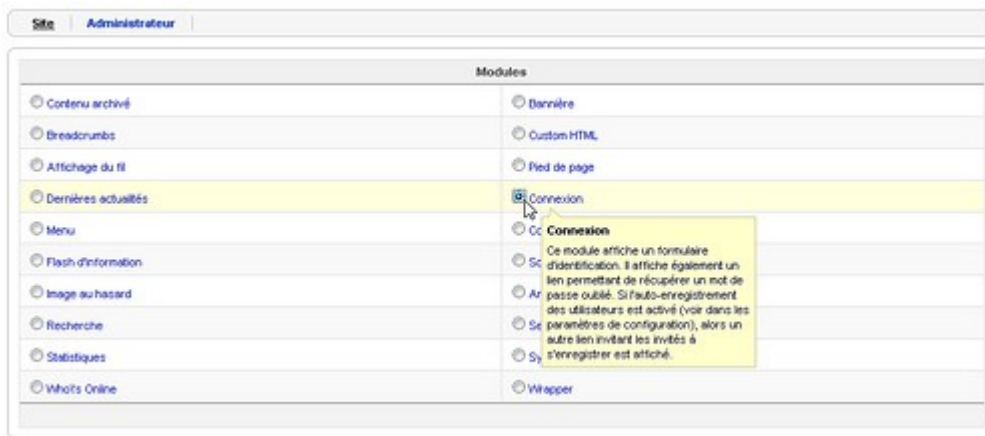 Site Administrateur
Modules
Contenu archivé Bannière
Breadcrumbs Custom HTML
Affichage du fil Pied de page
Dernières actualités Connexion
Menu
Flash d'information
Image au hasard
Recherche
Statistiques
Who's Online Wrapper
Connexion
Ce module affiche un formulaire
d'identification. Il affiche également un
lien permettant de récupérer un mot de
passe oublié. Si l'auto-enregistrement
des utilisateurs est activé (voir dans les
paramètres de configuration), alors un
autre lien invitant les invités à
s'enregistrer est affiché.